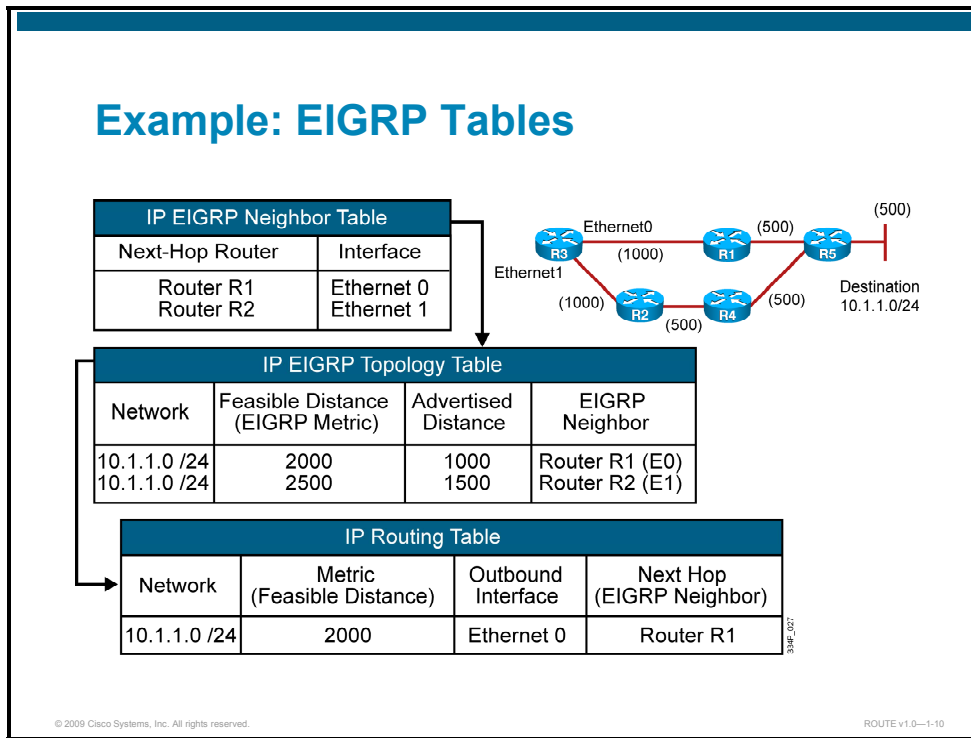 Example: EIGRP Tables
IP EIGRP Neighbor Table
Next-Hop Router Interface
Router R1 Ethernet 0
Router R2 Ethernet 1
(500)
Ethernet0 (500)
R3 (1000) R1 R5
Ethernet1
Destination
10.1.1.0/24
(1000) (500)
R2 (500) R4
IP EIGRP Topology Table
Network Feasible Distance (EIGRP Metric) Advertised Distance EIGRP Neighbor
10.1.1.0 /24 2000 1000 Router R1 (E0)
10.1.1.0 /24 2500 1500 Router R2 (E1)
IP Routing Table
Network Metric (Feasible Distance) Outbound Interface Next Hop (EIGRP Neighbor)
10.1.1.0 /24 2000 Ethernet 0 Router R1
334P_027
© 2009 Cisco Systems, Inc. All rights reserved.
ROUTE v1.0—1-10